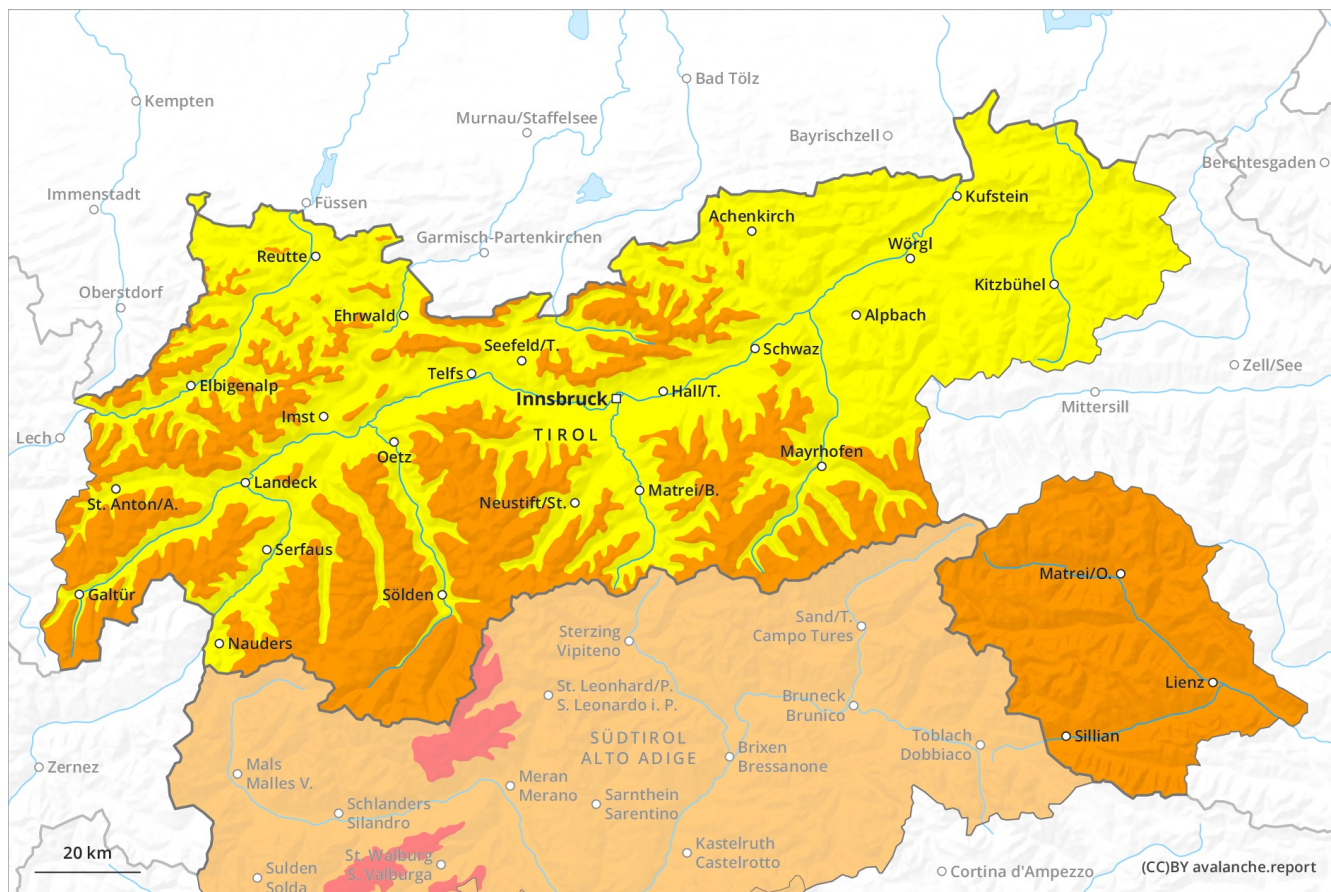 Bad Tölz
Kempten
Murnau/Staffelsee
Bayrischzell
Berchtesgaden
Immenstadt
Füssen
Kufstein
Achenkirch
Garmisch-Partenkirchen
Wörgl
Reutte
Oberstdorf
Kitzbühel
Ehrwald
Alpbach
Seefeld/T.
Schwaz
Zell/See
Telfs
Elbigenalp
Hall/T.
Innsbruck
Mittersill
Imst
TIROL
Lech
Oetz
Mayrhofen
Landeck
Matrei/B.
St. Anton/A.
Neustift/St.
Serfaus
Matrei/O.
Galtür
Sölden
Sand/T.
Campo Tures
Sterzing
Vipiteno
Nauders
Lienz
St. Leonhard/P.
S. Leonardo i. P.
Bruneck
Brunico
Sillian
SÜDTIROL
ALTO ADIGE
Toblach
Dobbiaco
Brixen
Bressanone
Zernez
Mals
Malles V.
Meran
Merano
Sarnthein
Sarentino
Schlanders
Silandro
Kastelruth
Castelrotto
20 km
St. Walburg
S. Valburga
Sulden
Solda
Cortina d'Ampezzo
(CC)BY avalanche.report